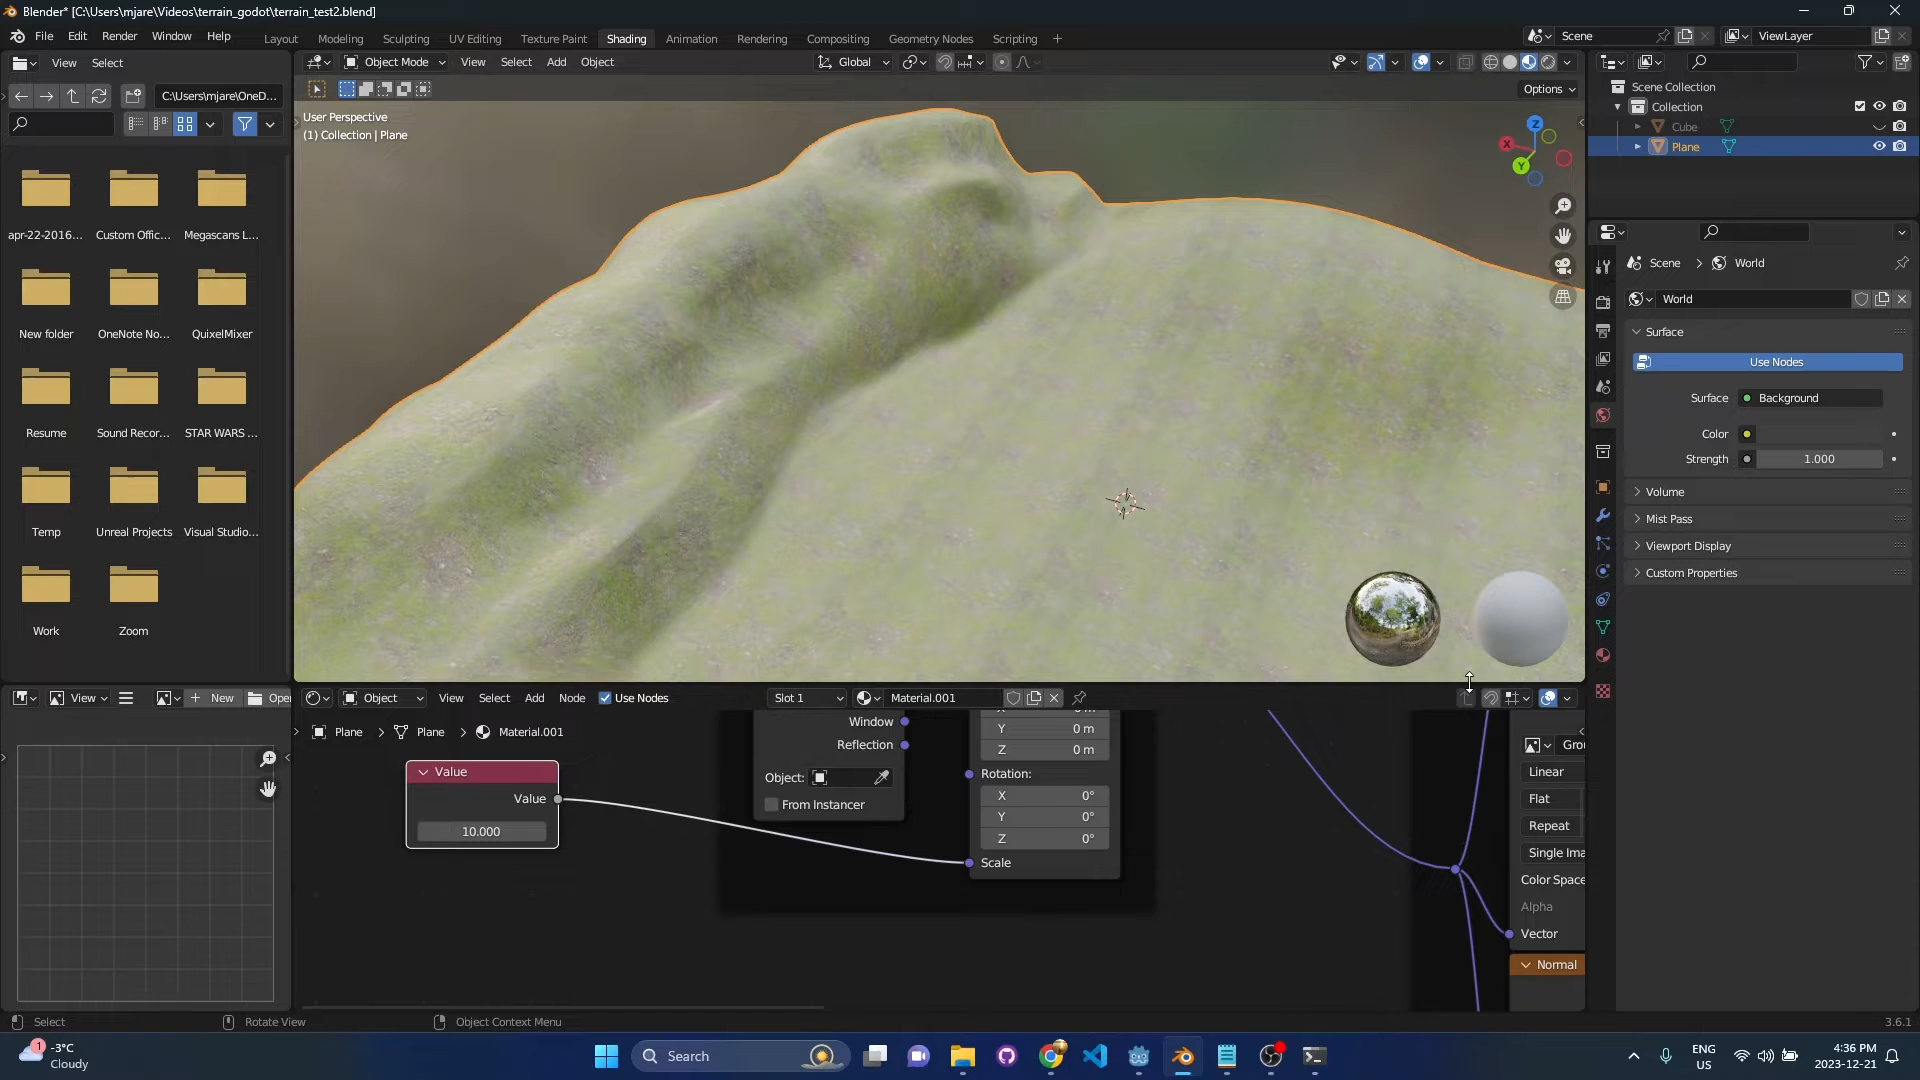 Blender* [C:\Users\mjare\Videos\terrain_godot\terrain_test2.blend]
File Edit Render Window Help
Layout Modeling Sculpting UV Editing Texture Paint Shading Animation Rendering Compositing Geometry Nodes Scripting +
Scene
ViewLayer
View Select
Object Mode View Select Add Object
Global
C:\Users\mjare\OneD...
Options
User Perspective
(1) Collection | Plane
Z
X
Y
Scene Collection
Collection
Cube
Plane
apr-22-2016... Custom Offic... Megascans L...
New folder OneNote No... QuixelMixer
Resume Sound Recor... STAR WARS ...
Temp Unreal Projects Visual Studio...
Work Zoom
Scene > World
World
Surface
Use Nodes
Surface Background
Color
Strength 1.000
Volume
Mist Pass
Viewport Display
Custom Properties
View
New
Open
Object View Select Add Node Use Nodes
Slot 1
Material.001
Plane > Plane > Material.001
Value
Value
10.000
Window
Reflection
Object:
From Instancer
Y 0 m
Z 0 m
Rotation:
X 0°
Y 0°
Z 0°
Scale
Grou
Linear
Flat
Repeat
Single Ima
Color Space
Alpha
Vector
Normal
Select
Rotate View
Object Context Menu
3.6.1
1
-3°C
Cloudy
Search
ENG
US
4:36 PM
2023-12-21